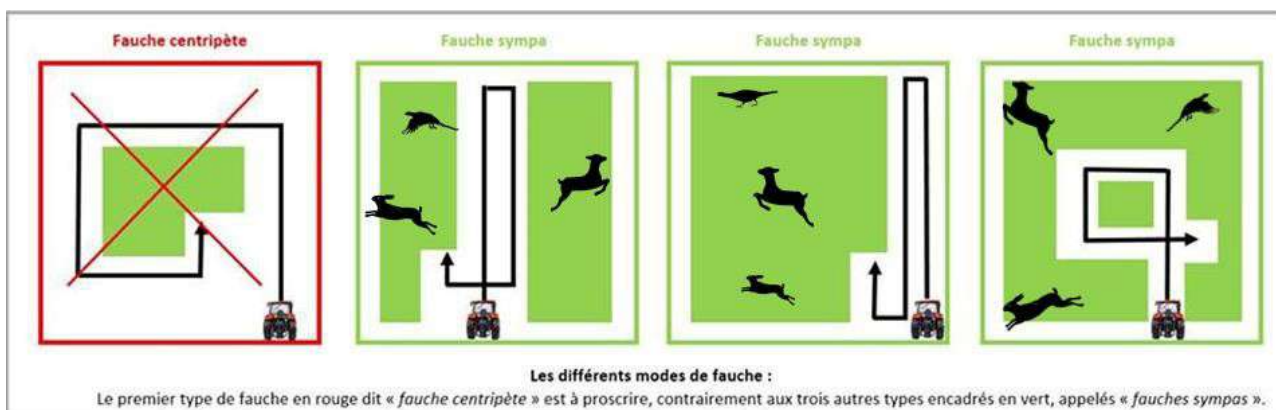 Fauche centripète
Fauche sympa
Fauche sympa
Fauche sympa
Les différents modes de fauche :
Le premier type de fauche en rouge dit « fauche centripète » est à proscrire, contrairement aux trois autres types encadrés en vert, appelés « fauches sympas ».